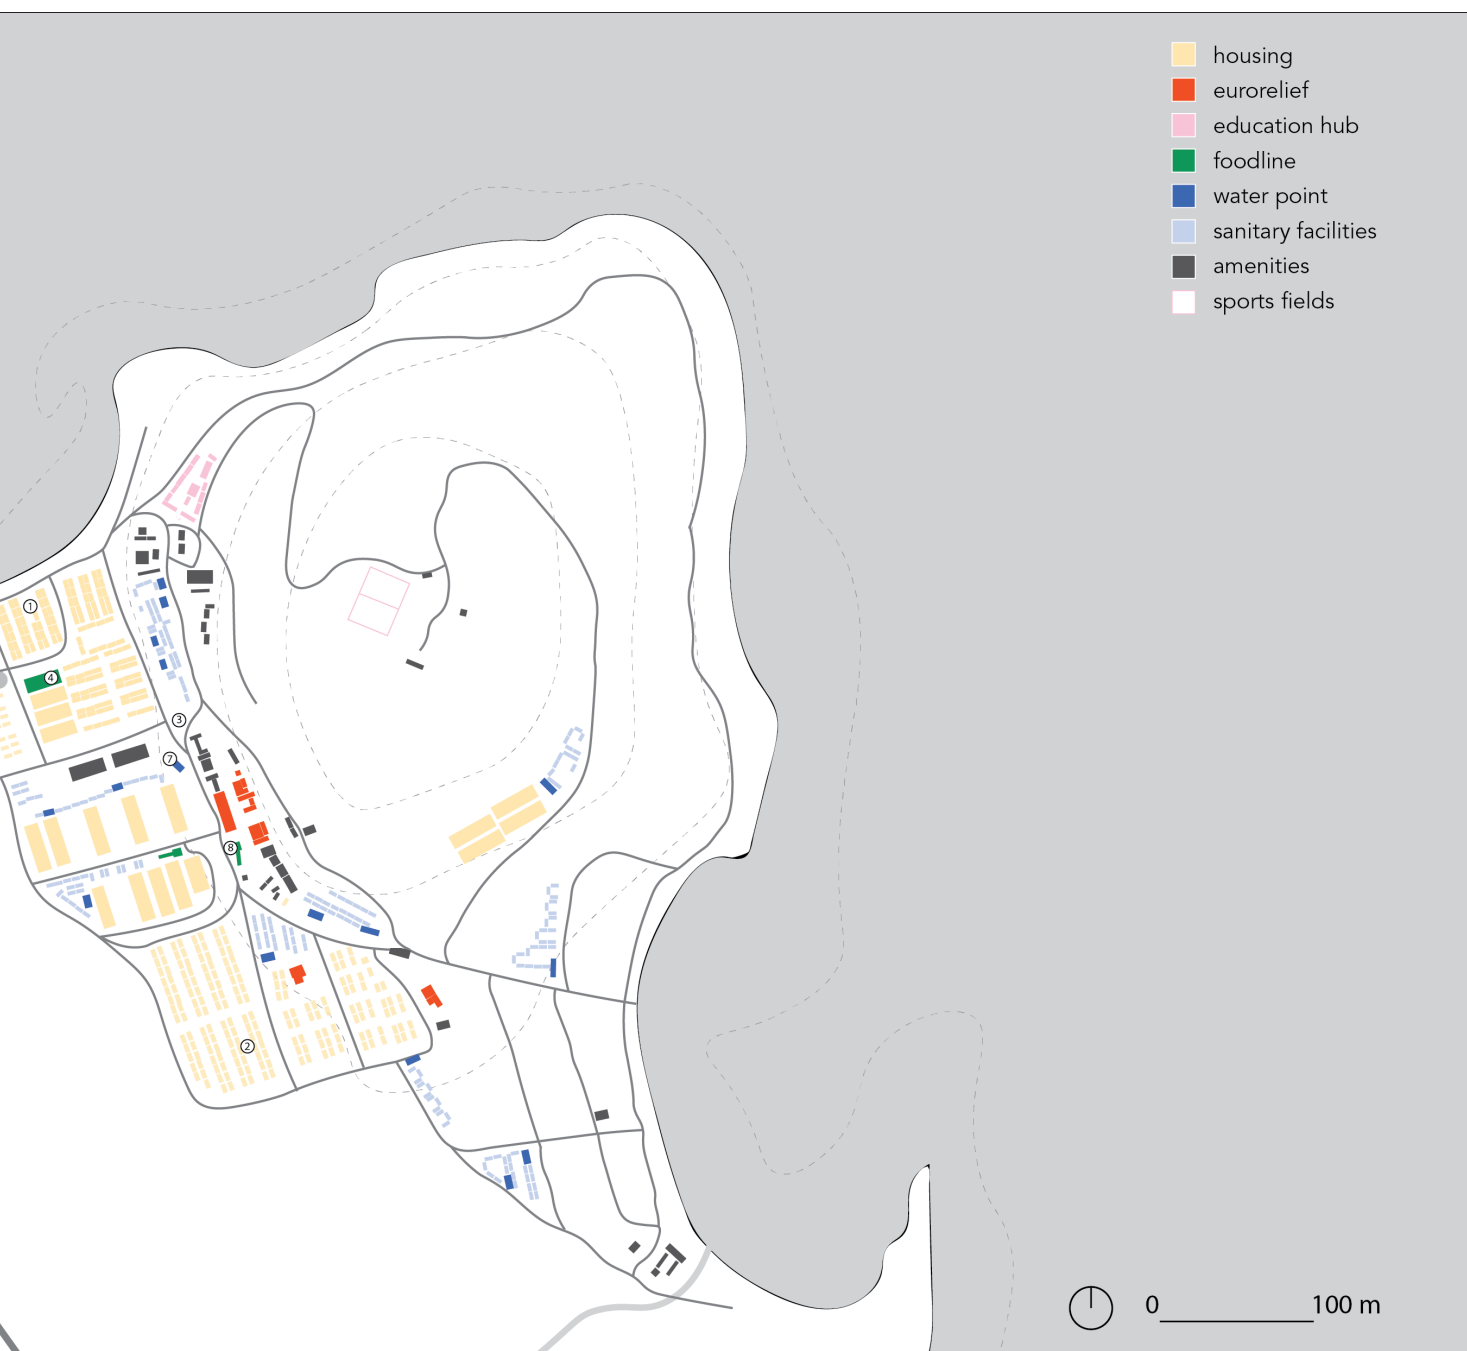 housing
eurorelief
education hub
foodline
water point
sanitary facilities
amenities
sports fields
1
4
3
7
8
2
0 100 m